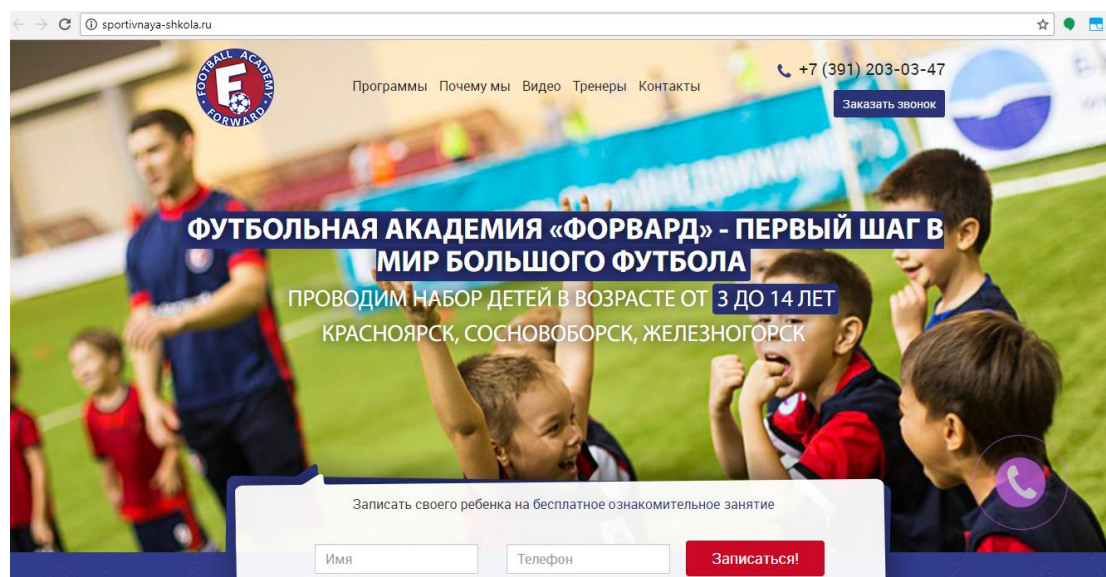 sportivnaya-shkola.ru
FOOTBALL ACADEMY
F
FORWARD
Программы Почему мы Видео Тренеры Контакты
+7 (391) 203-03-47
Заказать звонок
ФУТБОЛЬНАЯ АКАДЕМИЯ «ФОРВАРД» - ПЕРВЫЙ ШАГ В
МИР БОЛЬШОГО ФУТБОЛА
ПРОВОДИМ НАБОР ДЕТЕЙ В ВОЗРАСТЕ ОТ 3 ДО 14 ЛЕТ
КРАСНОЯРСК, СОСНОВОБОРСК, ЖЕЛЕЗНОГОРСК
Записать своего ребенка на бесплатное ознакомительное занятие
Имя
Телефон
Записаться!